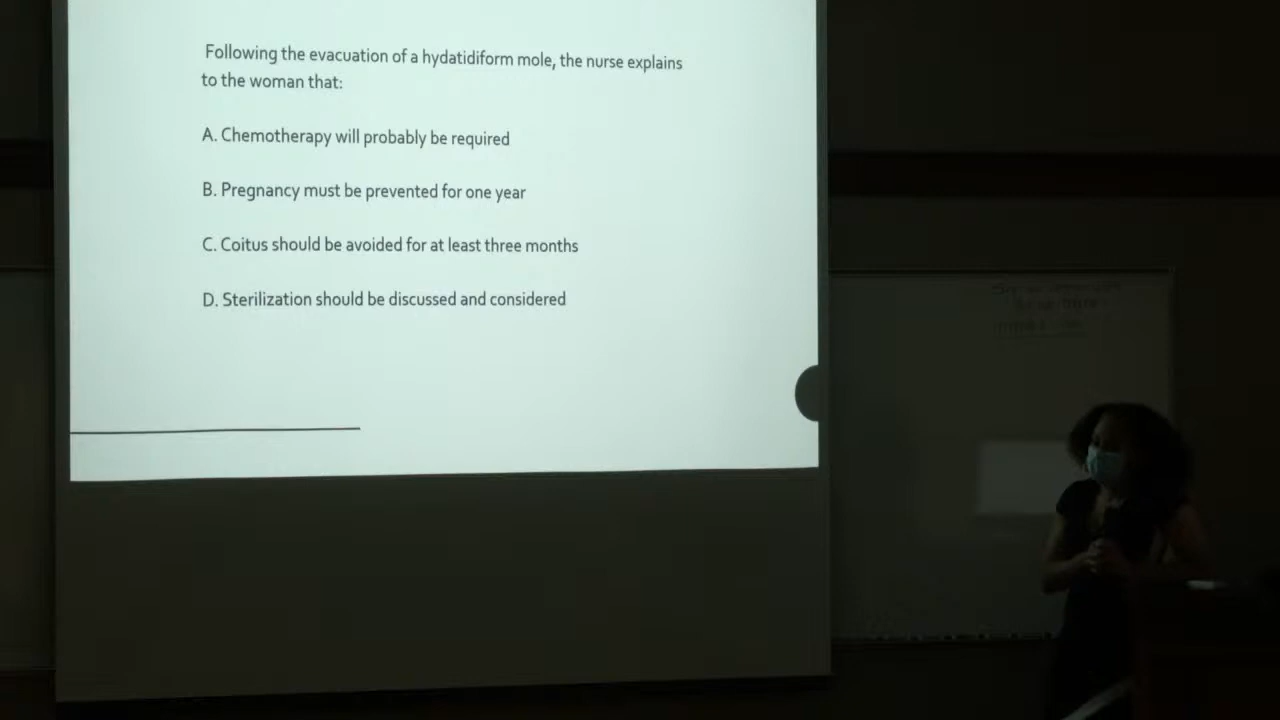 Following the evacuation of a hydatidiform mole, the nurse explains
to the woman that:
A. Chemotherapy will probably be required
B. Pregnancy must be prevented for one year
C. Coitus should be avoided for at least three months
D. Sterilization should be discussed and considered